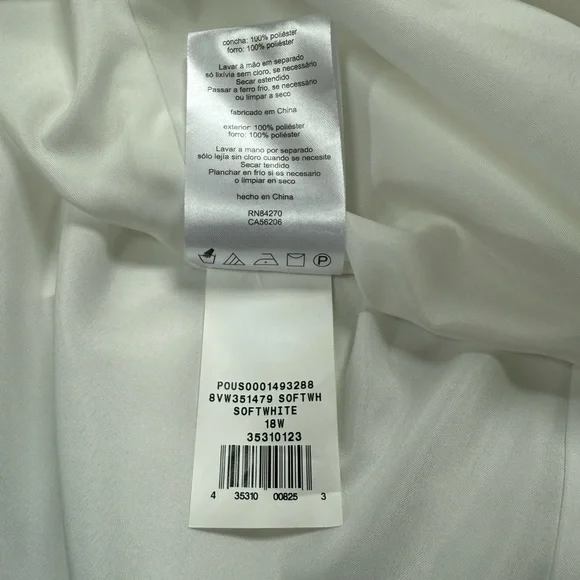 concha: 100% poliéster
forro: 100% poliéster
Lavar à mão em separado
só lixívia sem cloro, se necessário
Secar estendido
Passar a ferro frio, se necessário
ou limpar a seco
fabricado em China
exterior: 100% poliéster
forro: 100% poliéster
Lavar a mano por separado
sólo lejía sin cloro cuando se necesite
Secar tendido
Planchar en frío si es necesario
o limpiar en seco
hecho en China
RN84270
CA56206
P
POUS0001493288
8VW351479 SOFTWH
SOFTWHITE
18W
35310123
4 35310 00825 3